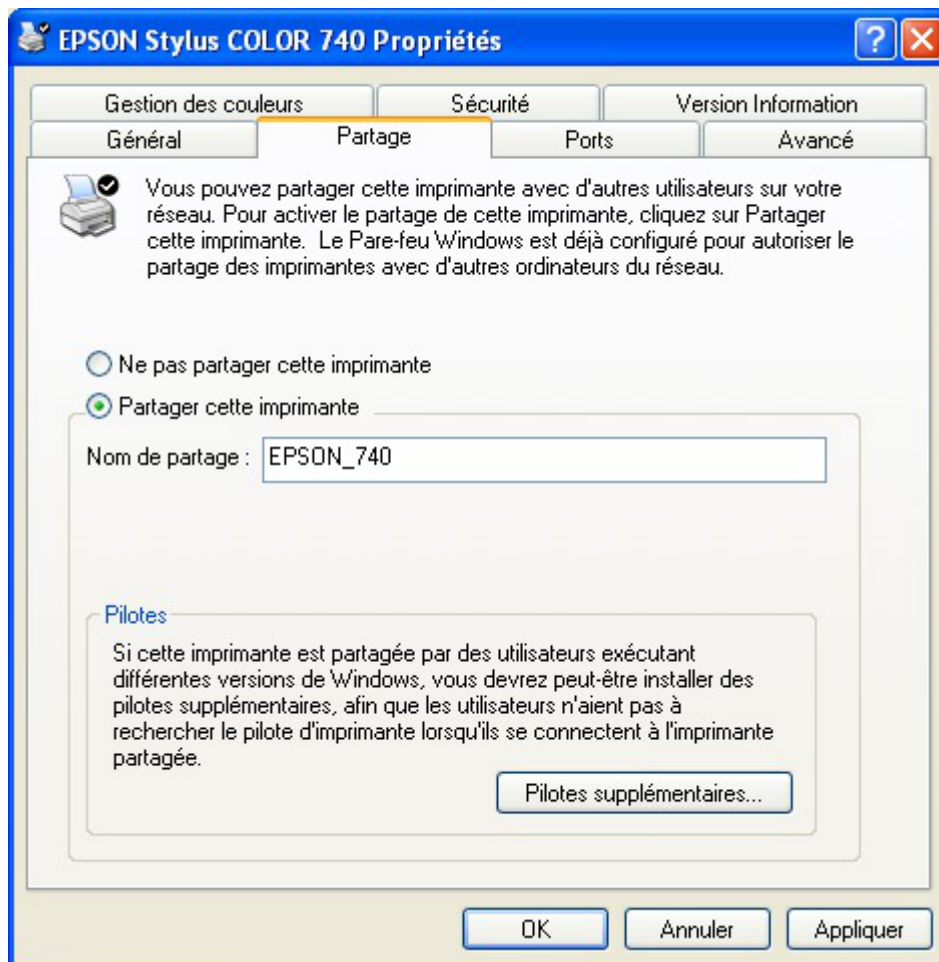 EPSON Stylus COLOR 740 Propriétés
Gestion des couleurs Sécurité Version Information
Général Partage Ports Avancé
Vous pouvez partager cette imprimante avec d'autres utilisateurs sur votre
réseau. Pour activer le partage de cette imprimante, cliquez sur Partager
cette imprimante. Le Pare-feu Windows est déjà configuré pour autoriser le
partage des imprimantes avec d'autres ordinateurs du réseau.
Ne pas partager cette imprimante
Partager cette imprimante
Nom de partage : EPSON_740
Pilotes
Si cette imprimante est partagée par des utilisateurs exécutant
différentes versions de Windows, vous devrez peut-être installer des
pilotes supplémentaires, afin que les utilisateurs n'aient pas à
rechercher le pilote d'imprimante lorsqu'ils se connectent à l'imprimante
partagée.
Pilotes supplémentaires...
OK Annuler Appliquer